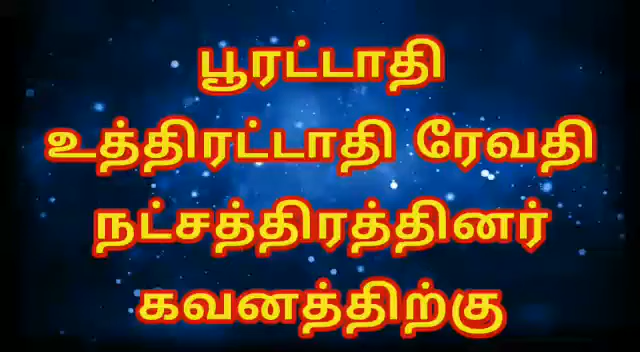 பூரட்டாதி
உத்திரட்டாதி ரேவதி
நட்சத்திரத்தினர்
கவனத்திற்கு